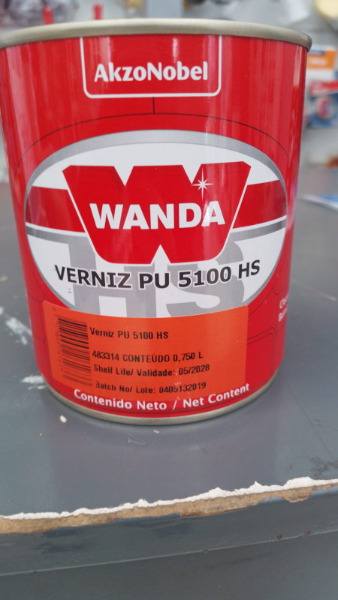 AkzoNobel
WANDA
HS
VERNIZ PU 5100 HS
Verniz PU 5100 HS
483314 CONTEÚDO 0,750 L
Shelf Life/ Validade: 05/2028
Batch No/ Lote: 0405132019
Contenido Neto / Net Content